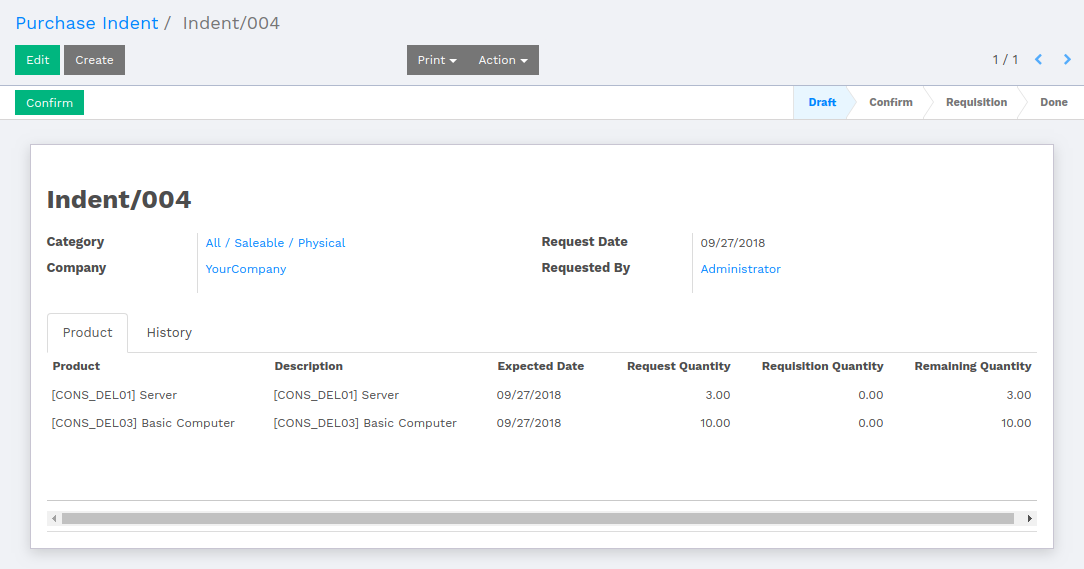 Purchase Indent / Indent/004
Edit Create Print Action 1 / 1
Confirm Draft Confirm Requisition Done
Indent/004
Category All / Saleable / Physical Request Date 09/27/2018
Company YourCompany Requested By Administrator
Product History
Product Description Expected Date Request Quantity Requisition Quantity Remaining Quantity
[CONS_DEL01] Server [CONS_DEL01] Server 09/27/2018 3.00 0.00 3.00
[CONS_DEL03] Basic Computer [CONS_DEL03] Basic Computer 09/27/2018 10.00 0.00 10.00